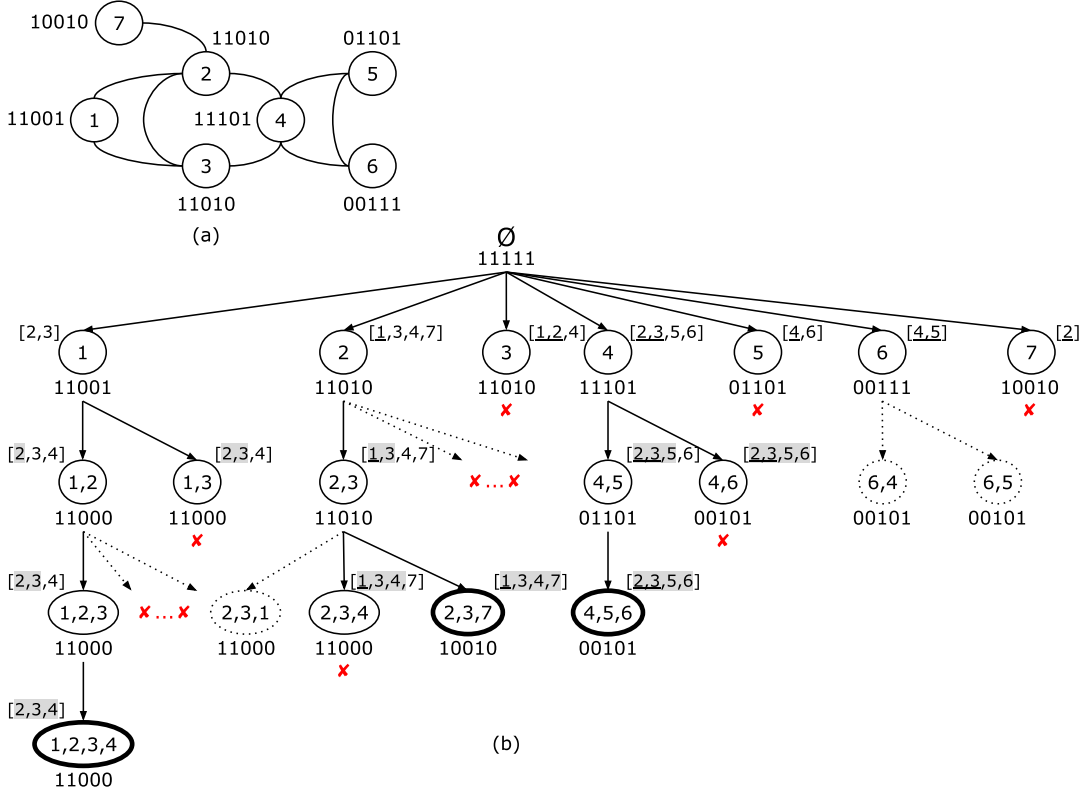 10010 7
11010 01101
2 5
11001 1 11101 4
3 6
11010 00111
(a)
Ø
11111
[2,3] [1,3,4,7] [1,2,4] [2,3,5,6] [4,6] [4,5] [2]
1 2 3 4 5 6 7
11001 11010 11010 11101 01101 00111 10010
✘ ✘ ✘
[2,3,4] [2,3,4] [1,3,4,7] [2,3,5,6] [2,3,5,6]
1,2 1,3 2,3 ✘...✘ 4,5 4,6 6,4 6,5
11000 11000 11010 01101 00101 00101 00101
✘ ✘
[2,3,4] [1,3,4,7] [1,3,4,7] [2,3,5,6]
1,2,3 ✘...✘ 2,3,1 2,3,4 2,3,7 4,5,6
11000 11000 11000 10010 00101
✘
[2,3,4]
1,2,3,4 (b)
11000